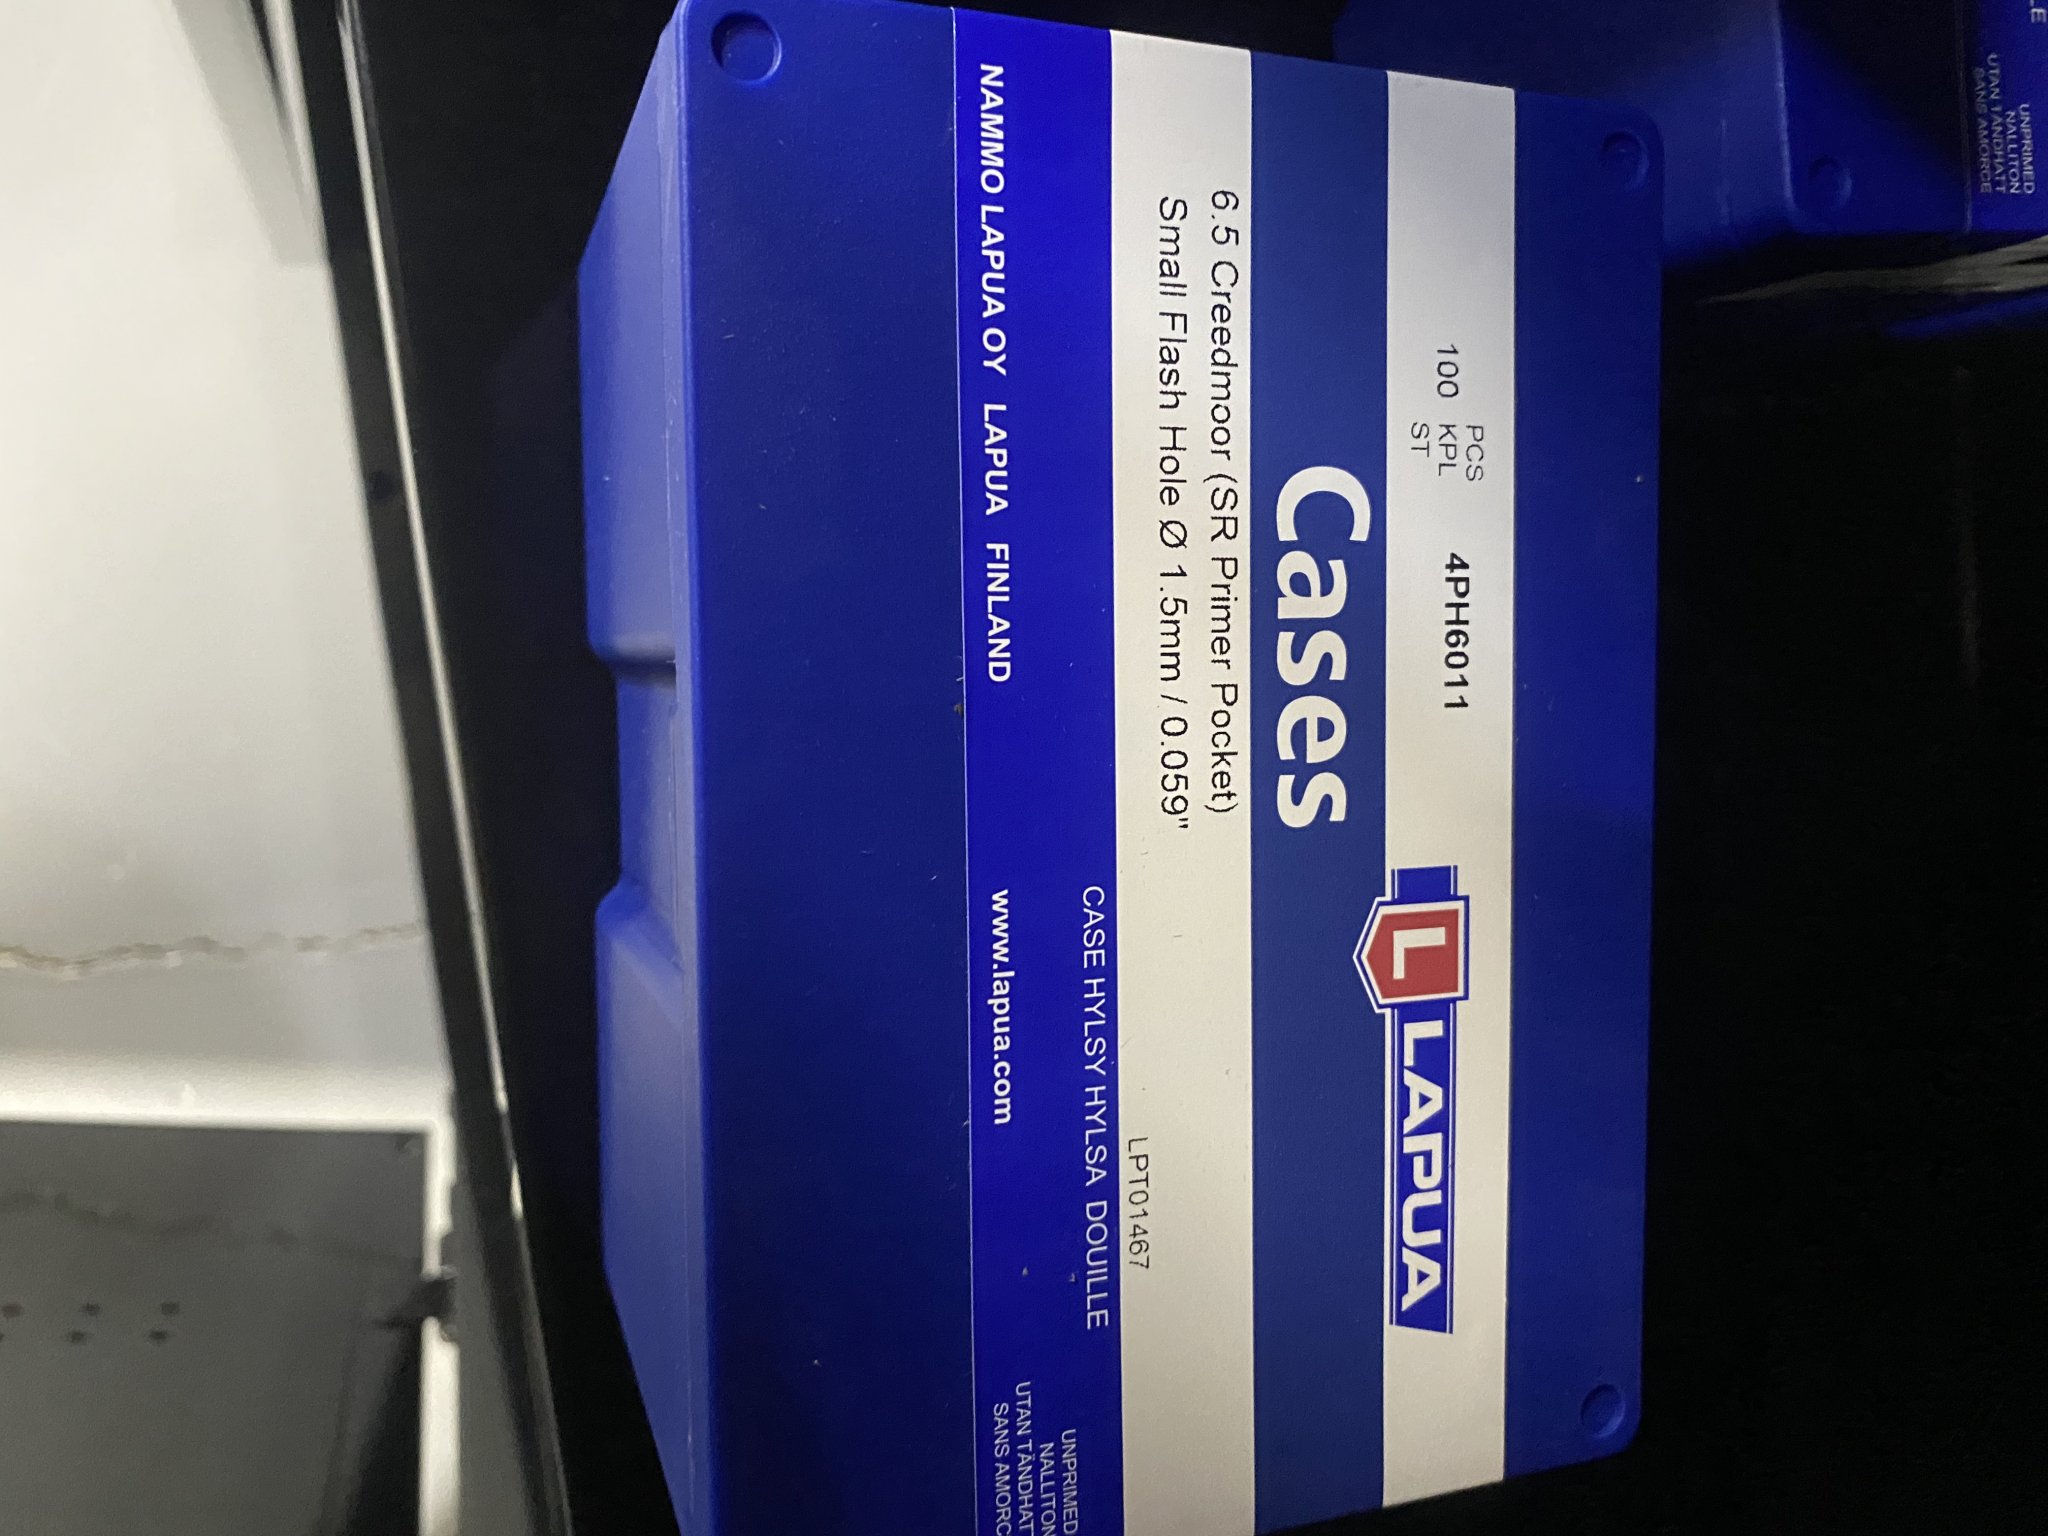 100 PCS
KPL
ST
4PH6011
L LAPUA
Cases
6.5 Creedmoor (SR Primer Pocket)
Small Flash Hole Ø 1.5mm / 0.059"
LPT01467
CASE HYLSY HYLSA DOUILLE
NAMMO LAPUA OY LAPUA FINLAND
www.lapua.com
UNPRIMED
NALLITON
UTAN TÄNDHAT
SANS AMORC
UNPRIMED
NALLITON
UTAN TÄNDHATT
SANS AMORCE